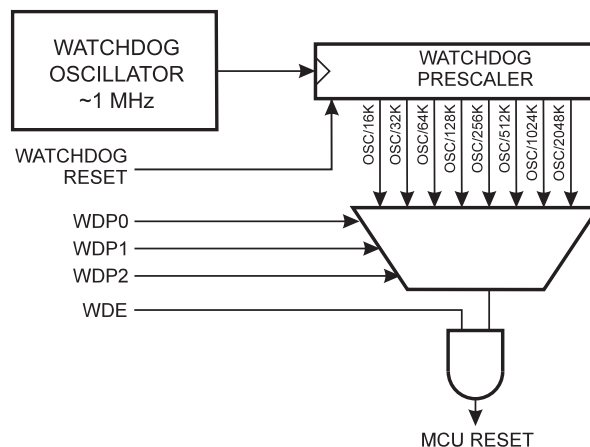 WATCHDOG
OSCILLATOR
~1 MHz
WATCHDOG
PRESCALER
OSC/16K
OSC/32K
OSC/64K
OSC/128K
OSC/256K
OSC/512K
OSC/1024K
OSC/2048K
WATCHDOG
RESET
WDP0
WDP1
WDP2
WDE
MCU RESET